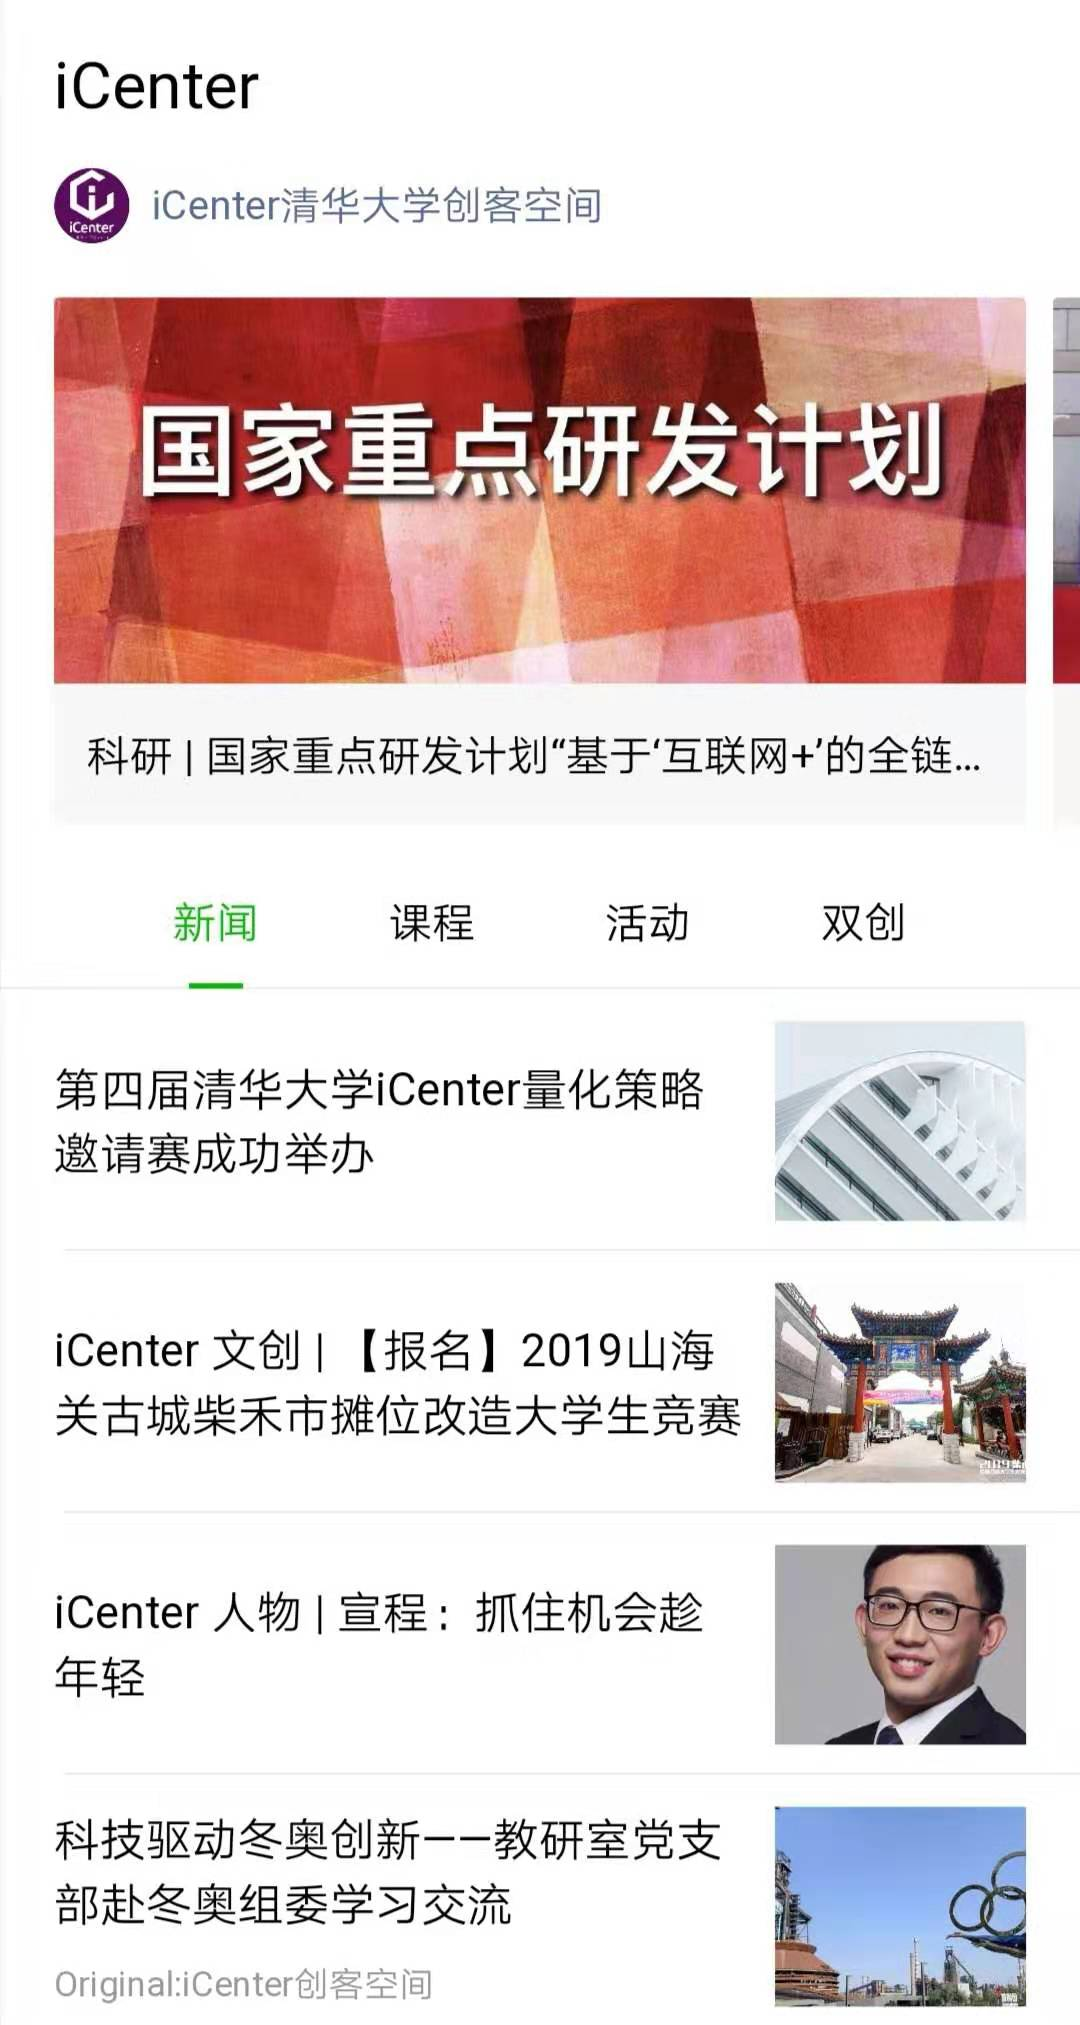 iCenter
iCenter
iCenter清华大学创客空间
国家重点研发计划
科研 | 国家重点研发计划“基于‘互联网+’的全链...
新闻 课程 活动 双创
第四届清华大学iCenter量化策略
邀请赛成功举办
iCenter 文创 | 【报名】2019山海
关古城柴禾市摊位改造大学生竞赛
iCenter 人物 | 宣程：抓住机会趁
年轻
科技驱动冬奥创新——教研室党支
部赴冬奥组委学习交流
Original:iCenter创客空间